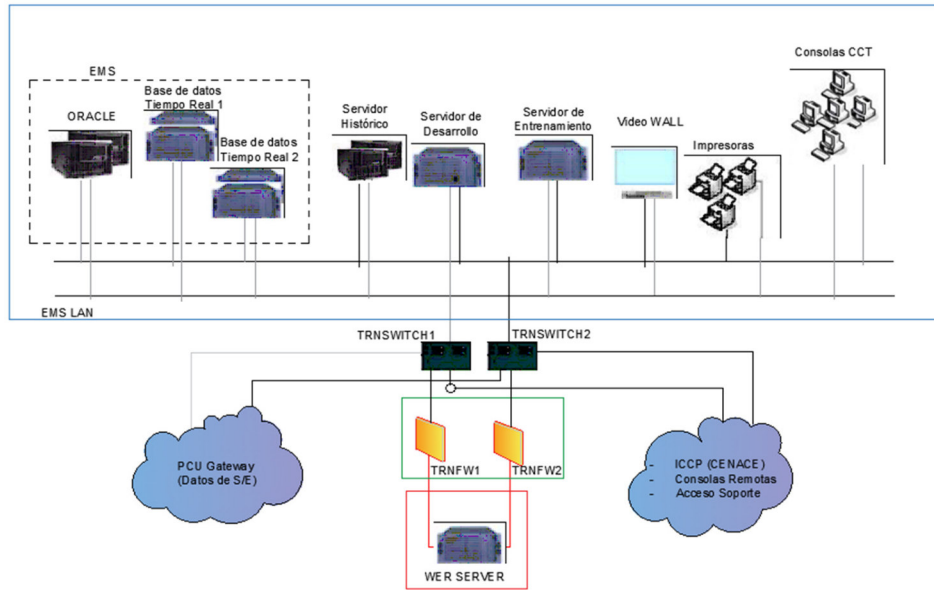 Consolas CCT
EMS
Base de datos
Tiempo Real 1
ORACLE
Base de datos
Tiempo Real 2
Servidor
Histórico
Servidor de
Desarrollo
Servidor de
Entrenamiento
Video WALL
Impresoras
EMS LAN
TRNSWITCH1
TRNSWITCH2
PCU Gateway
(Datos de S/E)
TRNFW1
TRNFW2
- ICCP (CENACE)
- Consolas Remotas
- Acceso Soporte
WER SERVER